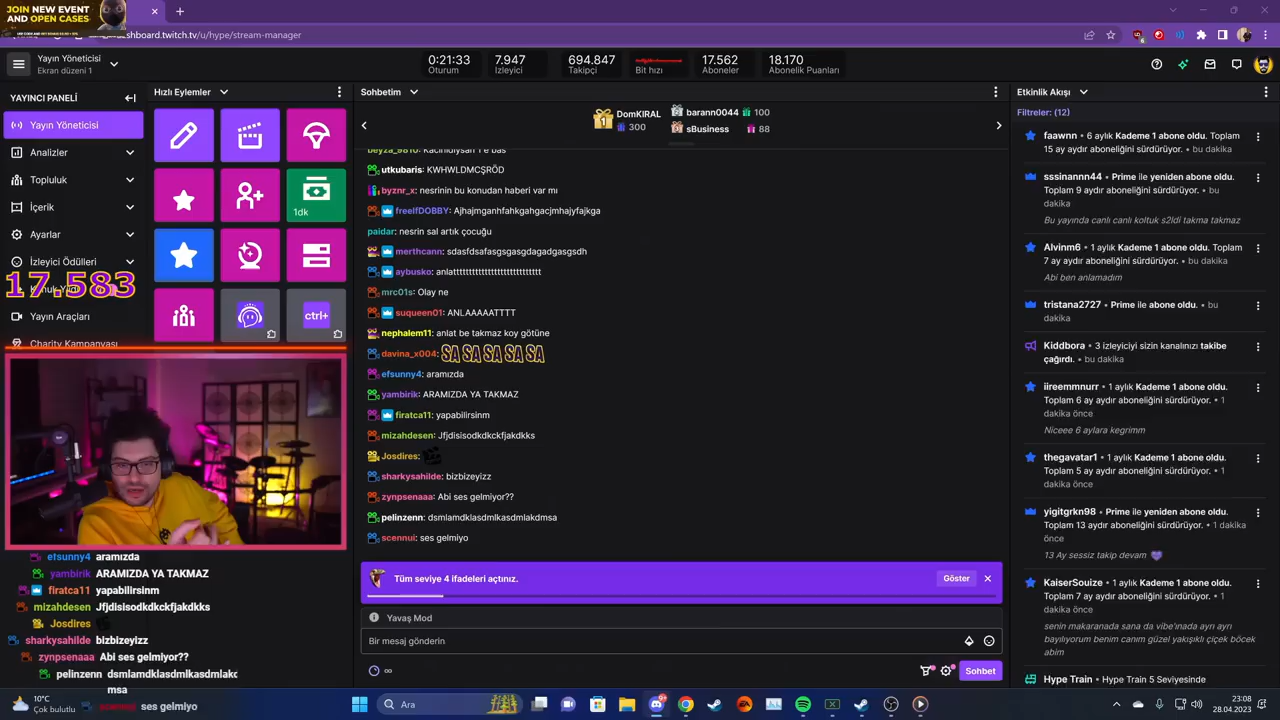 JOIN NEW EVENT
AND OPEN CASES
shboard.twitch.tv/u/hype/stream-manager
Yayın Yöneticisi
Ekran düzeni 1
0:21:33
Oturum
7.947
İzleyici
694.847
Takipçi
Bit hızı
17.562
Aboneler
18.170
Abonelik Puanları
YAYINCI PANELİ
Yayın Yöneticisi
Analizler
Topluluk
İçerik
Ayarlar
İzleyici Ödülleri
17.583
Yayın Araçları
Charity Kampanyası
Hızlı Eylemler
1dk
ctrl+
Sohbetim
1
DomKIRAL
300
barann0044 100
sBusiness 88
beyza_9810: Kacirildiysan 1 e bas
utkubaris: KWHWLDMCŞRÖD
byznr_x: nesrinin bu konudan haberi var mı
freelfDOBBY: Ajhajmganhfahkgahgacjmhajyfajkga
paidar: nesrin sal artık çocuğu
merthcann: sdasfdsafasgsgasgdagadgasgsdh
aybusko: anlatttttttttttttttttttttttttttt
mrc01s: Olay ne
suqueen01: ANLAAAAATTTT
nephalem11: anlat be takmaz koy götüne
davina_x004: SA SA SA SA SA
efsunny4: aramızda
yambirik: ARAMIZDA YA TAKMAZ
firatca11: yapabilirsinm
mizahdesen: Jfjdisisodkdkckfjakdkks
Josdires:
sharkysahilde: bizbizeyizz
zynpsenaaa: Abi ses gelmiyor??
pelinzenn: dsmlamdklasdmlkasdmlakdmsa
scennui: ses gelmiyo
Tüm seviye 4 ifadeleri açtınız.
Göster
Yavaş Mod
Bir mesaj gönderin
∞
Sohbet
Etkinlik Akışı
Filtreler: (12)
faawnn • 6 aylık Kademe 1 abone oldu. Toplam
15 ay aydır aboneliğini sürdürüyor. • bu
dakika
sssinannn44 • Prime ile yeniden abone oldu.
Toplam 9 aydır aboneliğini sürdürüyor. • bu
dakika
Bu yayında canlı canlı koltuk s2ldi takma takmaz
Alvinm6 • 1 aylık Kademe 1 abone oldu. Toplam
7 ay aydır aboneliğini sürdürüyor. • bu dakika
Abi ben anlamadım
tristana2727 • Prime ile abone oldu. • bu
dakika
Kiddbora • 3 izleyiciyi sizin kanalınızı takibe
çağırdı. • bu dakika
iireemmnurr • 1 aylık Kademe 1 abone oldu.
Toplam 6 ay aydır aboneliğini sürdürüyor. • 1
dakika önce
Niceee 6 aylara kegrimm
thegavatar1 • 1 aylık Kademe 1 abone oldu.
Toplam 5 ay aydır aboneliğini sürdürüyor. • 1
dakika önce
yigitgrkn98 • Prime ile yeniden abone oldu.
Toplam 13 aydır aboneliğini sürdürüyor. • 1 dakika
önce
13 Ay sessiz takip devam
KaiserSouize • 1 aylık Kademe 1 abone oldu.
Toplam 7 ay aydır aboneliğini sürdürüyor. • 1
dakika önce
senin makaranada sana da vibe'ınada ayrı ayrı
bayılıyorum benim canım güzel yakışıklı çiçek böcek
abim
Hype Train • Hype Train 5 Seviyesinde
efsunny4 aramızda
yambirik ARAMIZDA YA TAKMAZ
firatca11 yapabilirsinm
mizahdesen Jfjdisisodkdkckfjakdkks
Josdires
sharkysahilde bizbizeyizz
zynpsenaaa Abi ses gelmiyor??
pelinzenn dsmlamdklasdmlkasdmlakd
msa
scennui ses gelmiyo
10°C
Çok bulutlu
Ara
23:08
28.04.2023